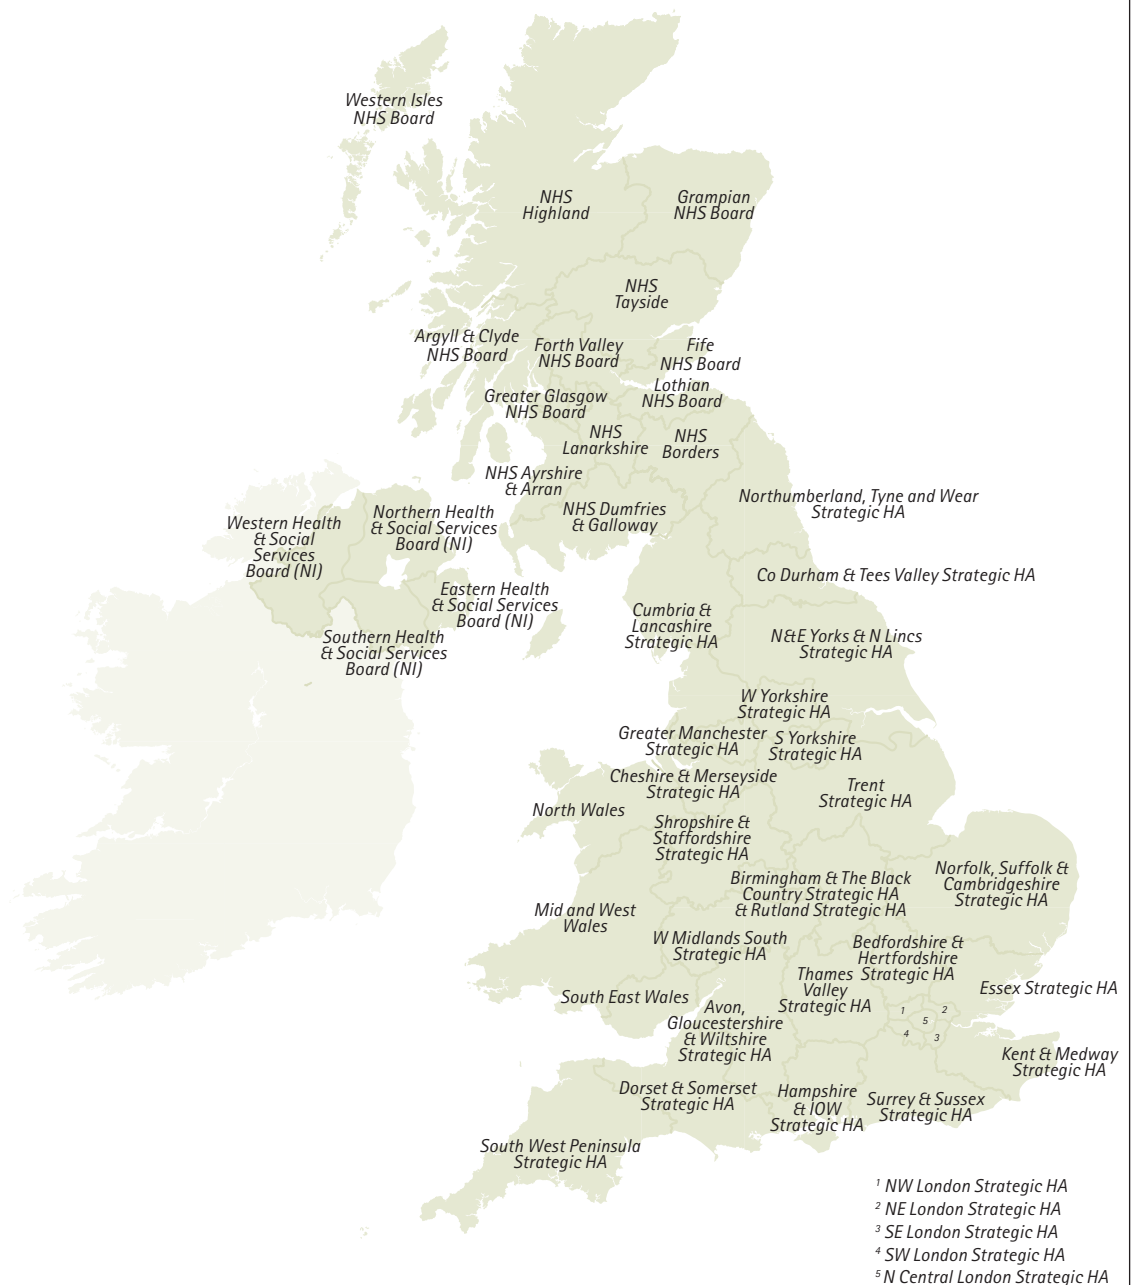 Western Isles
NHS Board
NHS
Highland
Grampian
NHS Board
NHS
Tayside
Argyll & Clyde
NHS Board
Forth Valley
NHS Board
Fife
NHS Board
Lothian
NHS Board
Greater Glasgow
NHS Board
NHS
Lanarkshire
NHS
Borders
NHS Ayrshire
& Arran
NHS Dumfries
& Galloway
Northumberland, Tyne and Wear
Strategic HA
Western Health
& Social
Services
Board (NI)
Northern Health
& Social Services
Board (NI)
Eastern Health
& Social Services
Board (NI)
Southern Health
& Social Services
Board (NI)
Co Durham & Tees Valley Strategic HA
Cumbria &
Lancashire
Strategic HA
N&E Yorks & N Lincs
Strategic HA
W Yorkshire
Strategic HA
Greater Manchester
Strategic HA
S Yorkshire
Strategic HA
Cheshire & Merseyside
Strategic HA
Trent
Strategic HA
North Wales
Shropshire &
Staffordshire
Strategic HA
Birmingham & The Black
Country Strategic HA
& Rutland Strategic HA
Norfolk, Suffolk &
Cambridgeshire
Strategic HA
Mid and West
Wales
W Midlands South
Strategic HA
Bedfordshire &
Hertfordshire
Strategic HA
Thames
Valley
Strategic HA
Essex Strategic HA
South East Wales
Avon,
Gloucestershire
& Wiltshire
Strategic HA
1
2
5
4
3
Kent & Medway
Strategic HA
Dorset & Somerset
Strategic HA
Hampshire
& IOW
Strategic HA
Surrey & Sussex
Strategic HA
South West Peninsula
Strategic HA
1 NW London Strategic HA
2 NE London Strategic HA
3 SE London Strategic HA
4 SW London Strategic HA
5 N Central London Strategic HA